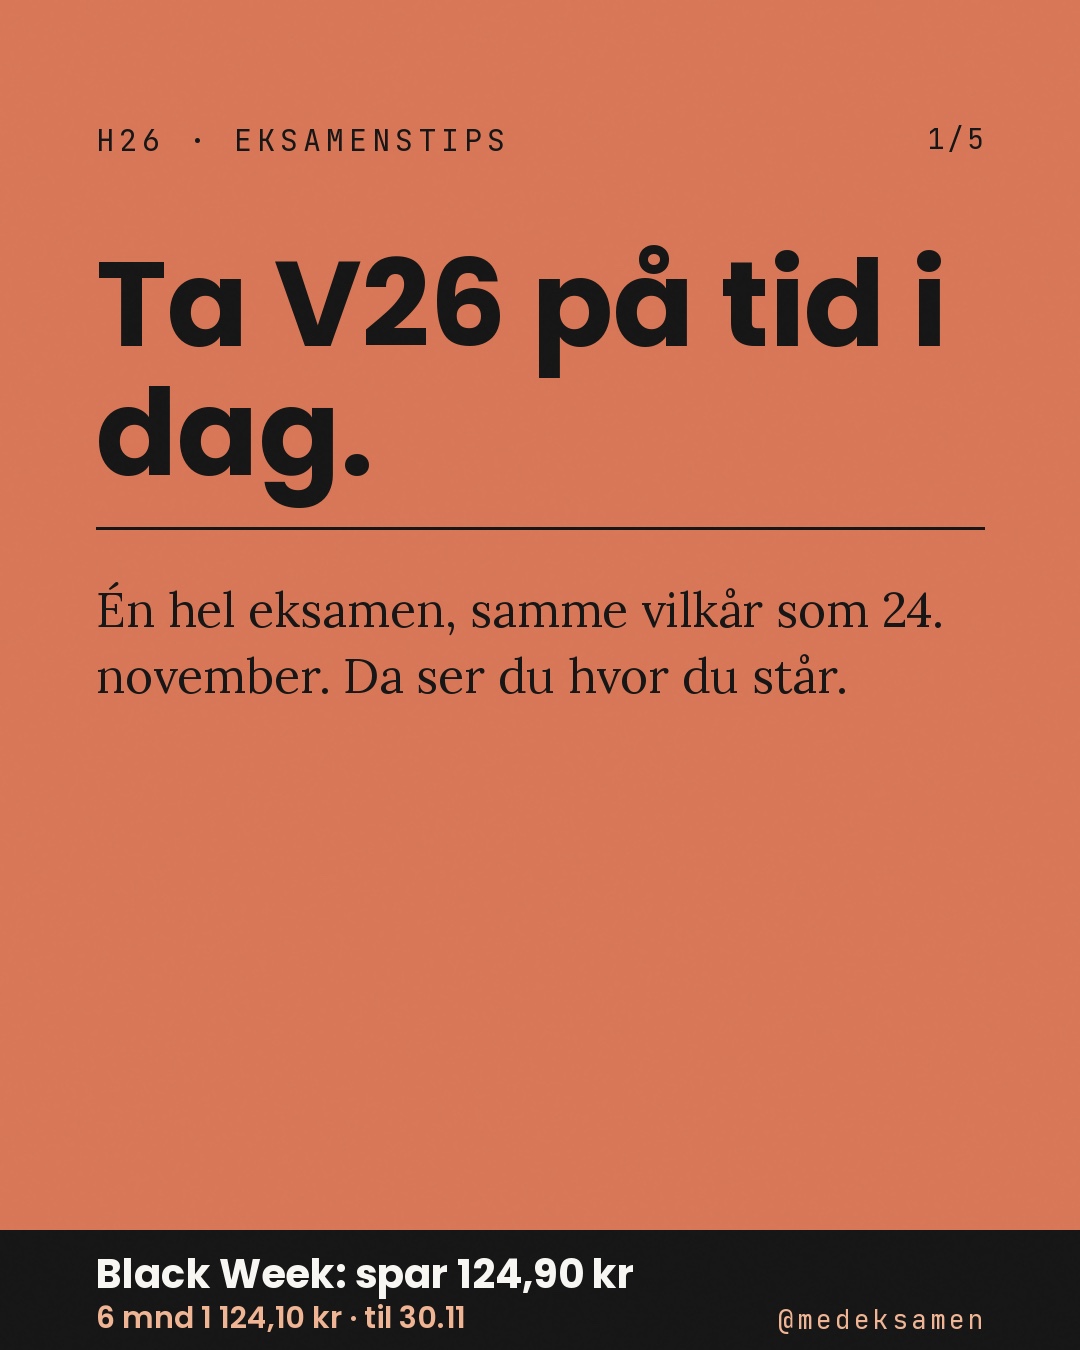 H26 · EKSAMENSTIPS
1/5
Ta V26 på tid i
dag.
Én hel eksamen, samme vilkår som 24.
november. Da ser du hvor du står.
Black Week: spar 124,90 kr
6 mnd 1 124,10 kr · til 30.11
@medeksamen